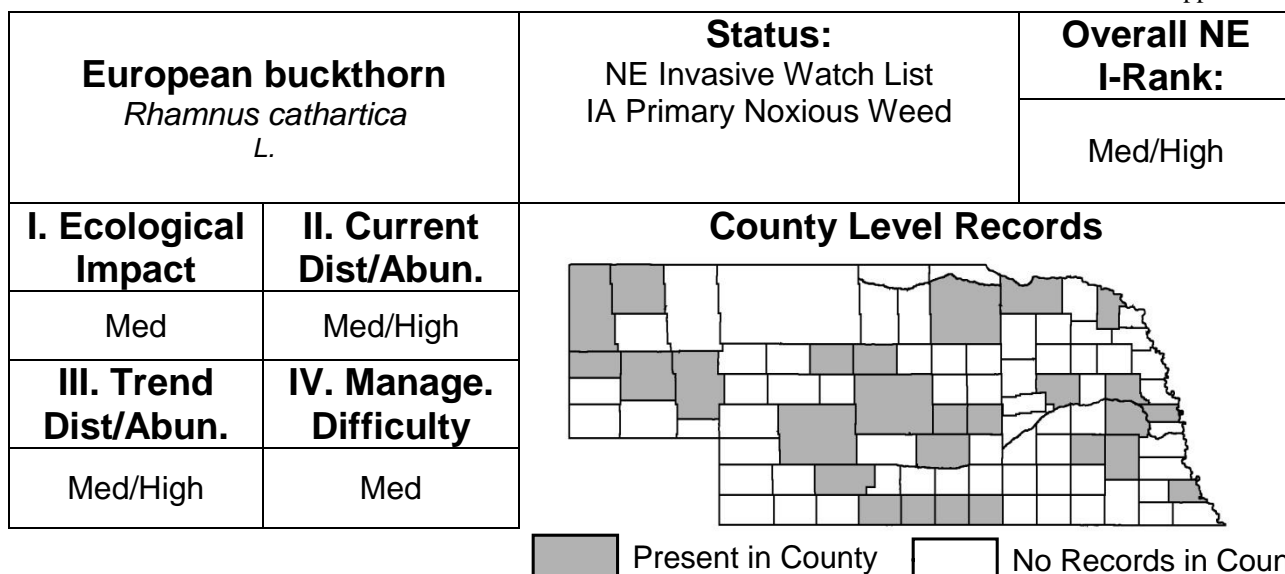 European buckthorn
Rhamnus cathartica
L.
Status:
NE Invasive Watch List
IA Primary Noxious Weed
Overall NE
I-Rank:
Med/High
I. Ecological
Impact
II. Current
Dist/Abun.
Med
Med/High
III. Trend
Dist/Abun.
IV. Manage.
Difficulty
Med/High
Med
County Level Records
Present in County
No Records in Coun